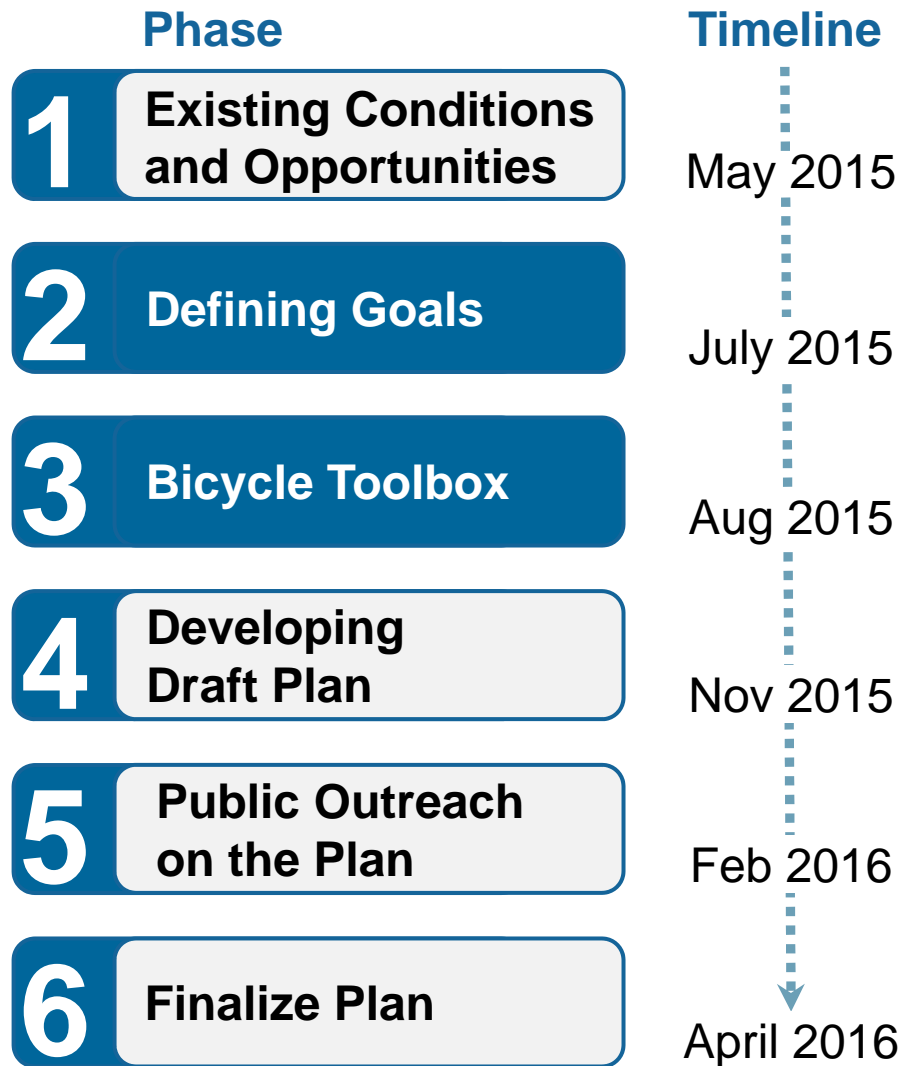 Phase Timeline
1 Existing Conditions
and Opportunities
May 2015
2 Defining Goals
July 2015
3 Bicycle Toolbox
Aug 2015
4 Developing
Draft Plan
Nov 2015
5 Public Outreach
on the Plan
Feb 2016
6 Finalize Plan
April 2016